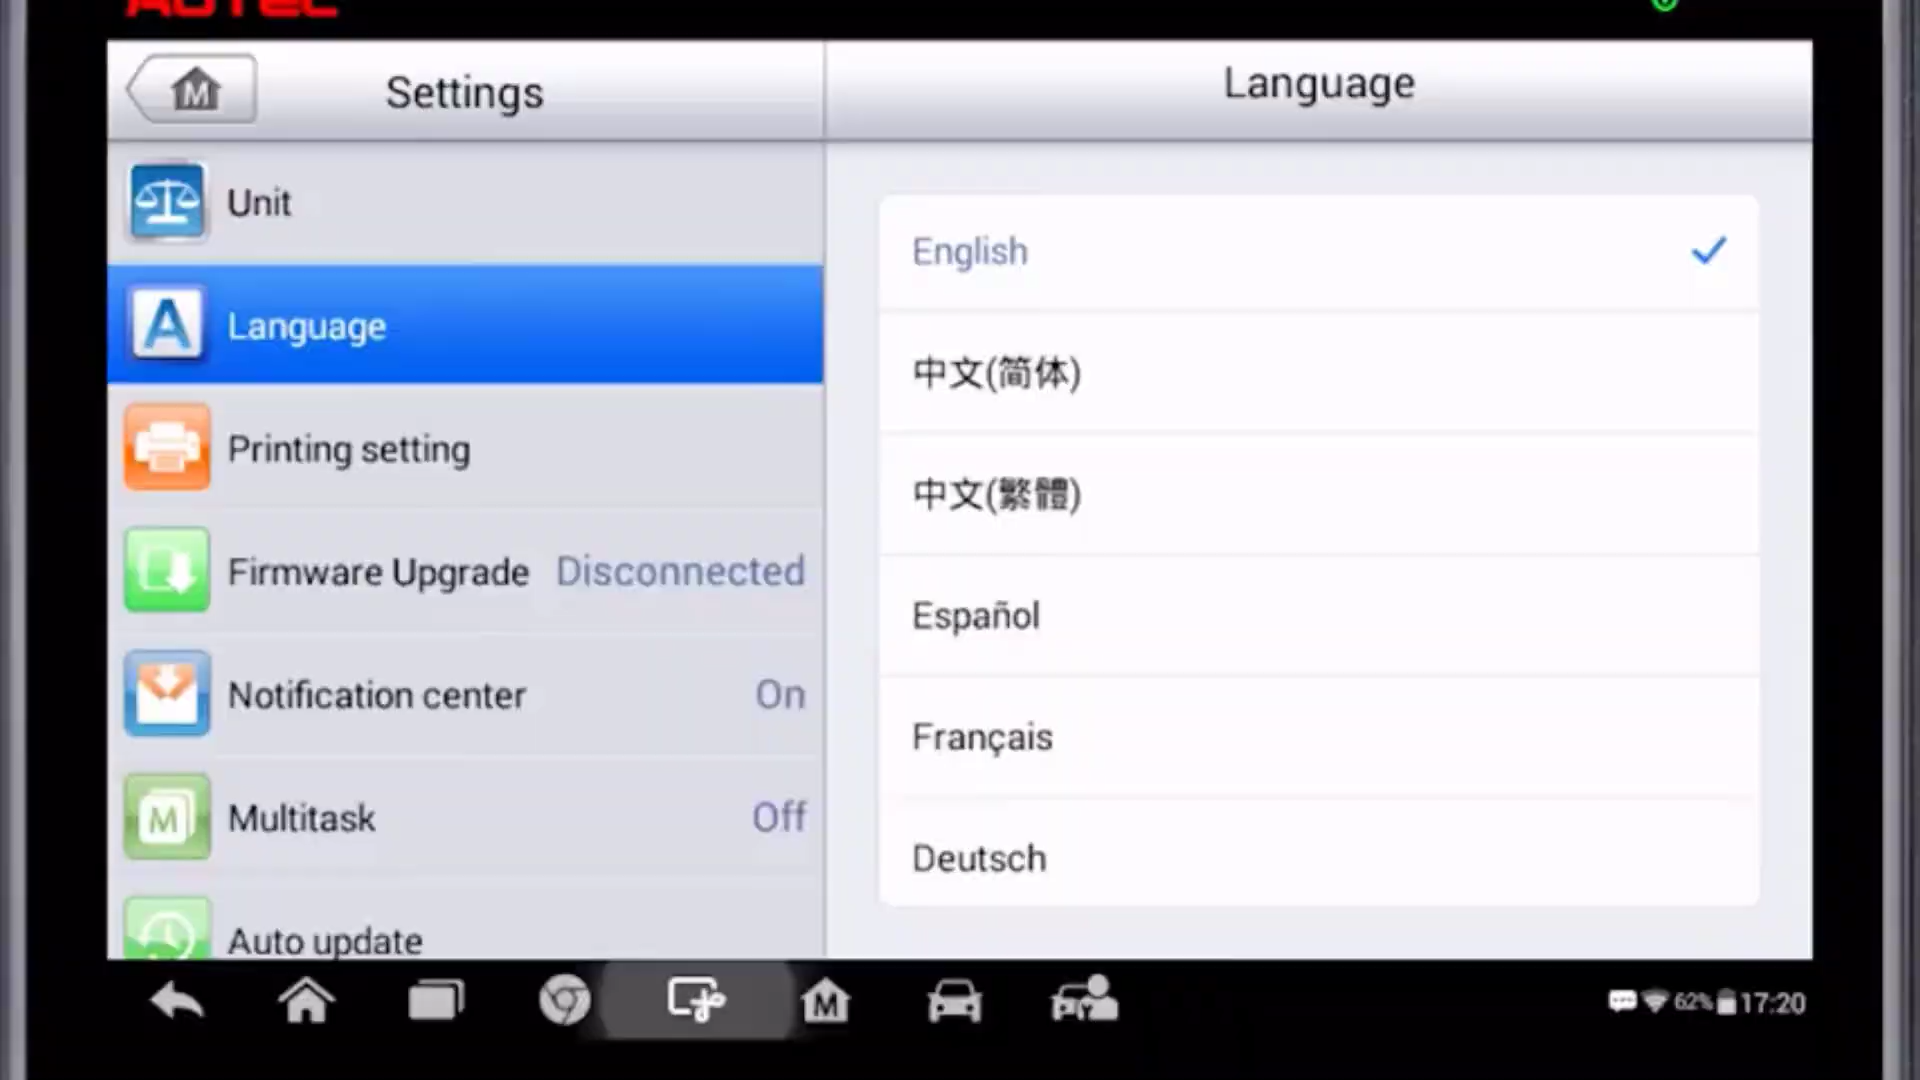 Settings
Language
Unit
Language
Printing setting
Firmware Upgrade Disconnected
Notification center On
Multitask Off
Auto update
English
中文(简体)
中文(繁體)
Español
Français
Deutsch
62% 17:20